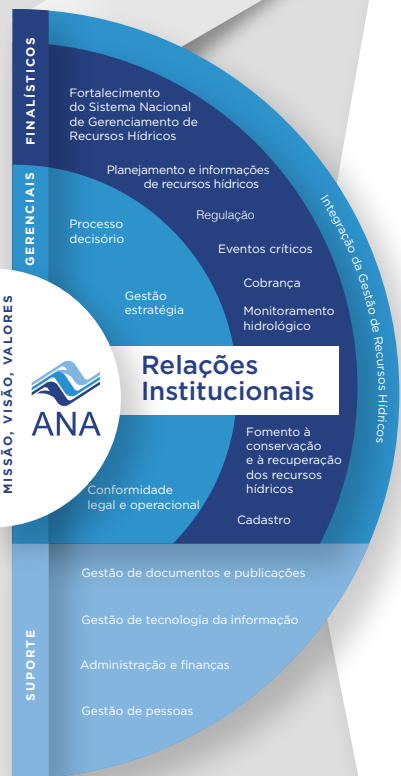 FINALÍSTICOS
Fortalecimento
do Sistema Nacional
de Gerenciamento de
Recursos Hídricos
Planejamento e informações
de recursos hídricos
Regulação
Eventos críticos
Cobrança
Monitoramento
hidrológico
Integração da Gestão de Recursos Hídricos
GERENCIAIS
Processo
decisório
Gestão
estratégia
MISSÃO, VISÃO, VALORES
ANA
Relações
Institucionais
Fomento à
conservação
e à recuperação
dos recursos
hídricos
Cadastro
Conformidade
legal e operacional
SUPORTE
Gestão de documentos e publicações
Gestão de tecnologia da informação
Administração e finanças
Gestão de pessoas